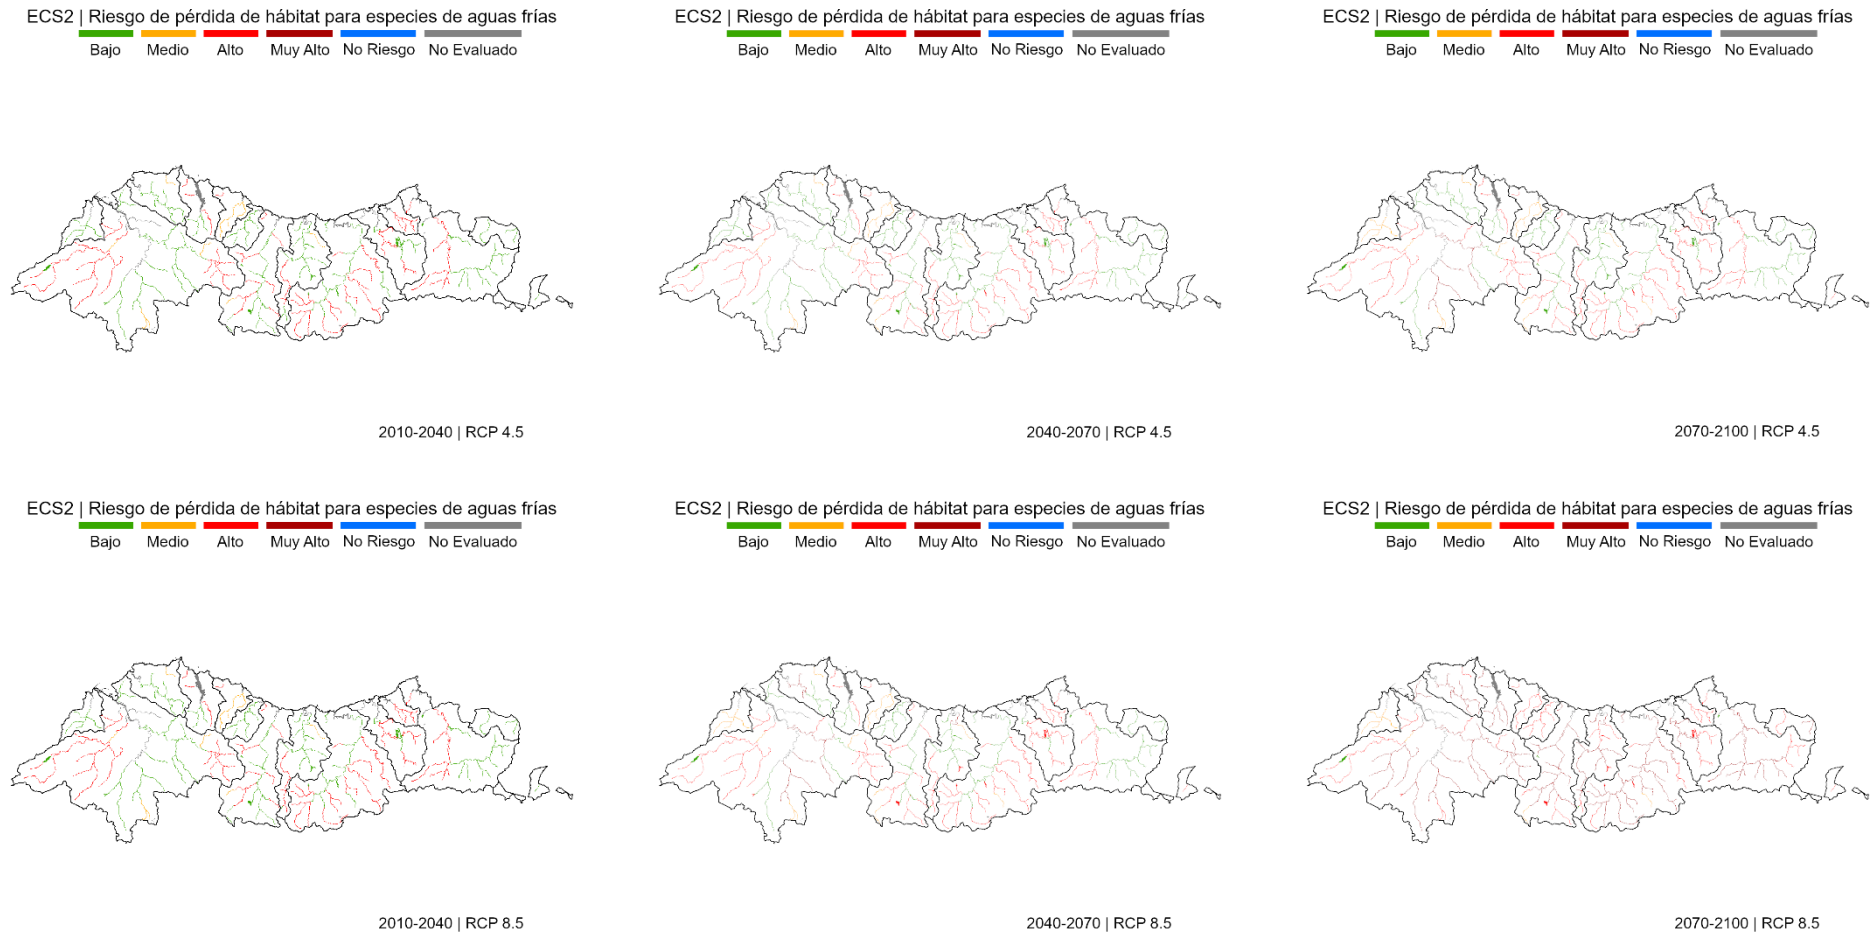 ECS2 | Riesgo de pérdida de hábitat para especies de aguas frías
Bajo Medio Alto Muy Alto No Riesgo No Evaluado
2010-2040 | RCP 4.5
ECS2 | Riesgo de pérdida de hábitat para especies de aguas frías
Bajo Medio Alto Muy Alto No Riesgo No Evaluado
2040-2070 | RCP 4.5
ECS2 | Riesgo de pérdida de hábitat para especies de aguas frías
Bajo Medio Alto Muy Alto No Riesgo No Evaluado
2070-2100 | RCP 4.5
ECS2 | Riesgo de pérdida de hábitat para especies de aguas frías
Bajo Medio Alto Muy Alto No Riesgo No Evaluado
2010-2040 | RCP 8.5
ECS2 | Riesgo de pérdida de hábitat para especies de aguas frías
Bajo Medio Alto Muy Alto No Riesgo No Evaluado
2040-2070 | RCP 8.5
ECS2 | Riesgo de pérdida de hábitat para especies de aguas frías
Bajo Medio Alto Muy Alto No Riesgo No Evaluado
2070-2100 | RCP 8.5